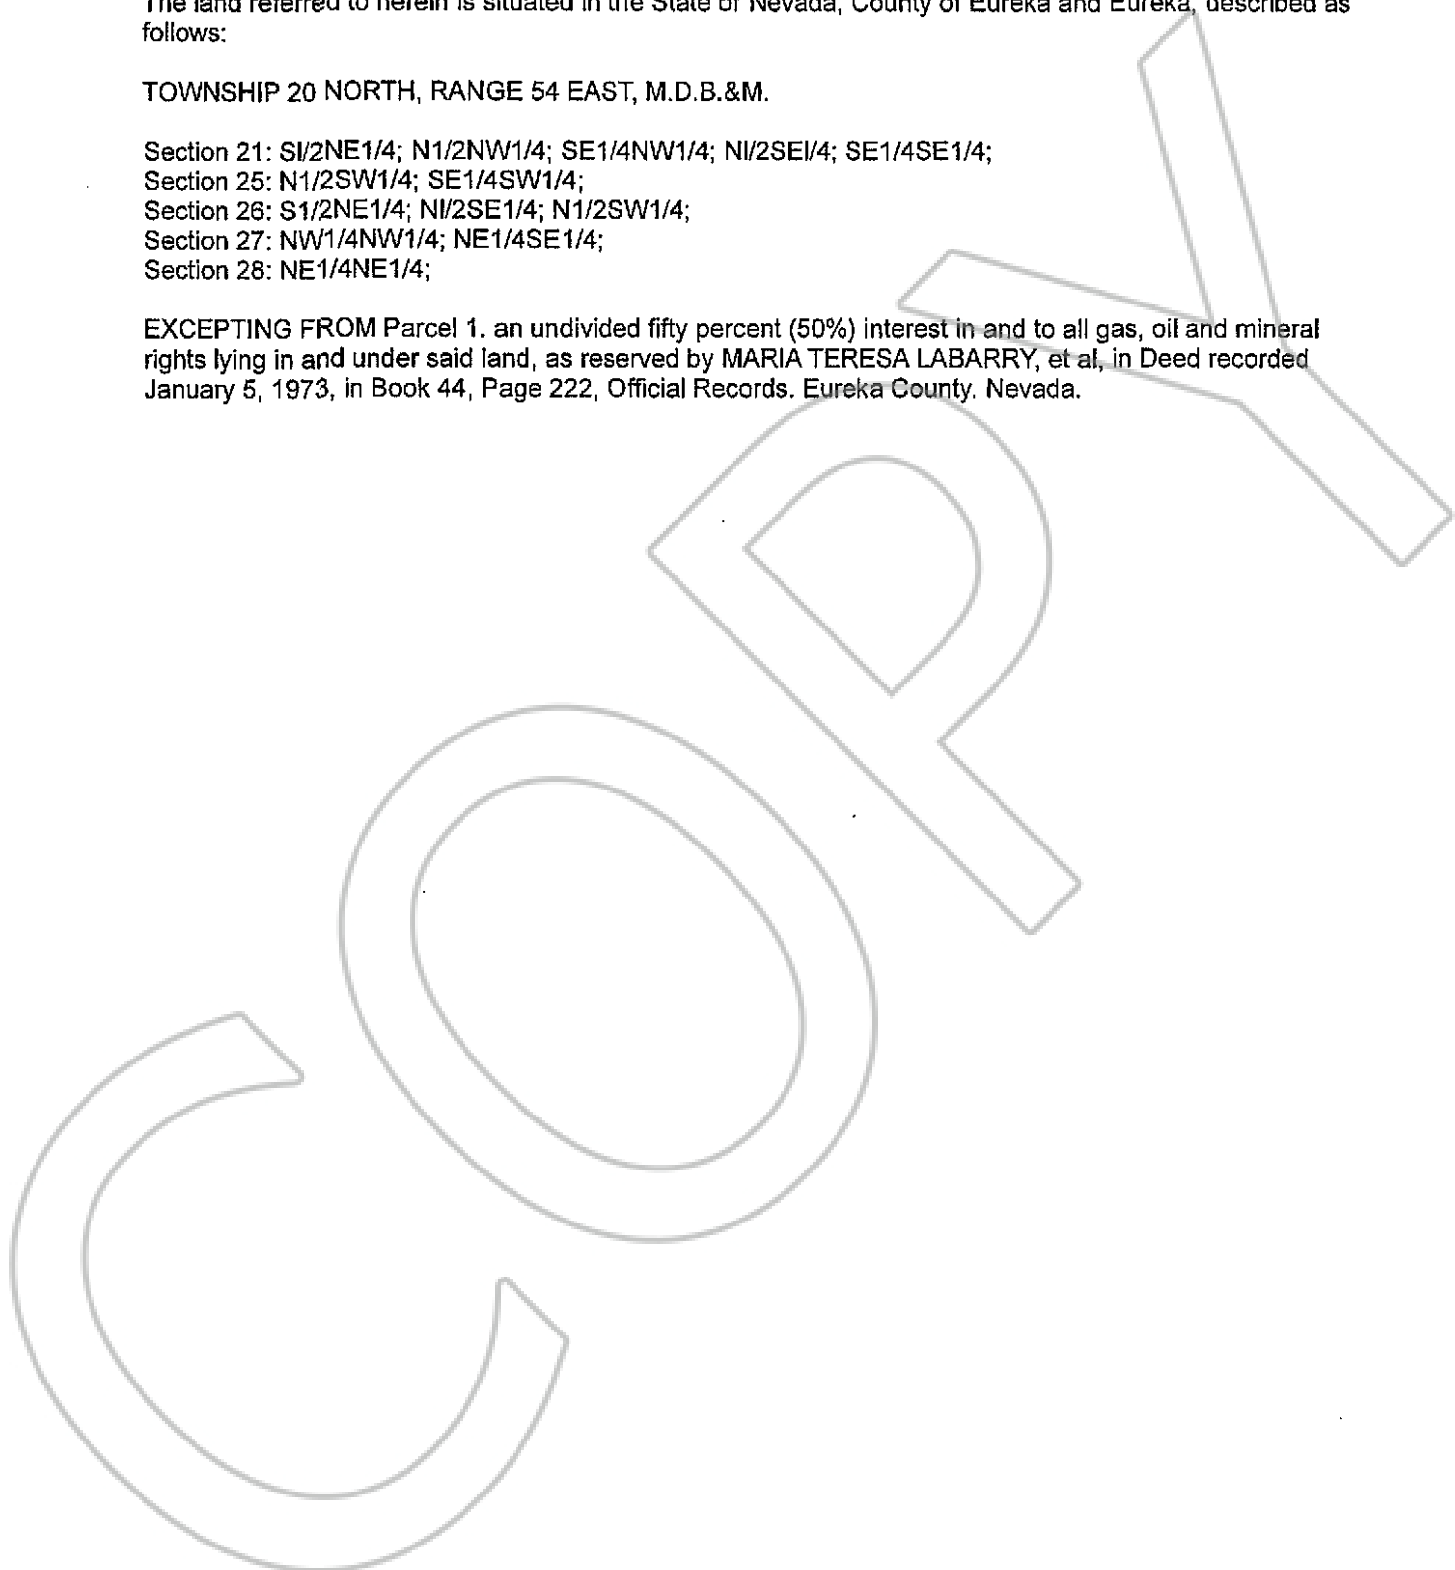 The land referred to herein is situated in the State of Nevada, County of Eureka and Eureka, described as
follows:
TOWNSHIP 20 NORTH, RANGE 54 EAST, M.D.B.&M.
Section 21: SI/2NE1/4; N1/2NW1/4; SE1/4NW1/4; NI/2SEI/4; SE1/4SE1/4;
Section 25: N1/2SW1/4; SE1/4SW1/4;
Section 26: S1/2NE1/4; NI/2SE1/4; N1/2SW1/4;
Section 27: NW1/4NW1/4; NE1/4SE1/4;
Section 28: NE1/4NE1/4;
EXCEPTING FROM Parcel 1. an undivided fifty percent (50%) interest in and to all gas, oil and mineral
rights lying in and under said land, as reserved by MARIA TERESA LABARRY, et al, in Deed recorded
January 5, 1973, in Book 44, Page 222, Official Records. Eureka County. Nevada.
COPY